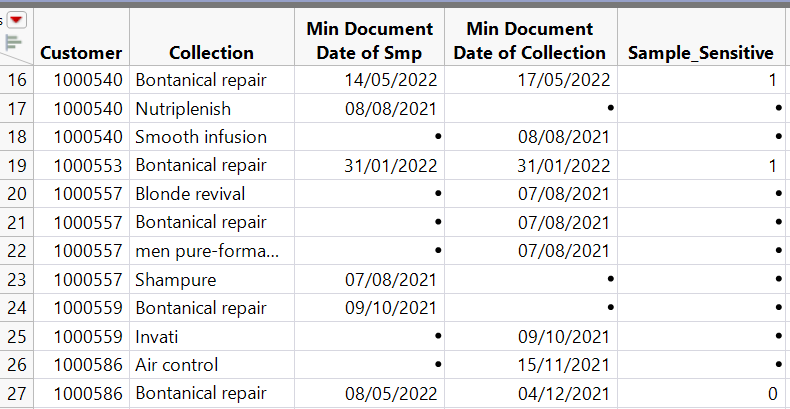 Min Document Min Document
Customer Collection Date of Smp Date of Collection Sample_Sensitive
16 1000540 Bontanical repair 14/05/2022 17/05/2022 1
17 1000540 Nutriplenish 08/08/2021 • •
18 1000540 Smooth infusion • 08/08/2021 •
19 1000553 Bontanical repair 31/01/2022 31/01/2022 1
20 1000557 Blonde revival • 07/08/2021 •
21 1000557 Bontanical repair • 07/08/2021 •
22 1000557 men pure-forma... • 07/08/2021 •
23 1000557 Shampure 07/08/2021 • •
24 1000559 Bontanical repair 09/10/2021 • •
25 1000559 Invati • 09/10/2021 •
26 1000586 Air control • 15/11/2021 •
27 1000586 Bontanical repair 08/05/2022 04/12/2021 0